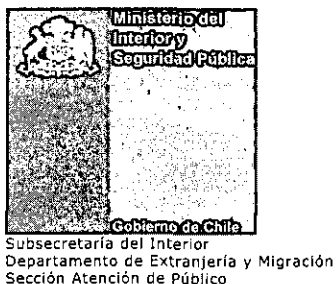 Ministerio del
Interior y
Seguridad Pública
Gobierno de Chile
Subsecretaría del Interior
Departamento de Extranjería y Migración
Sección Atención de Público